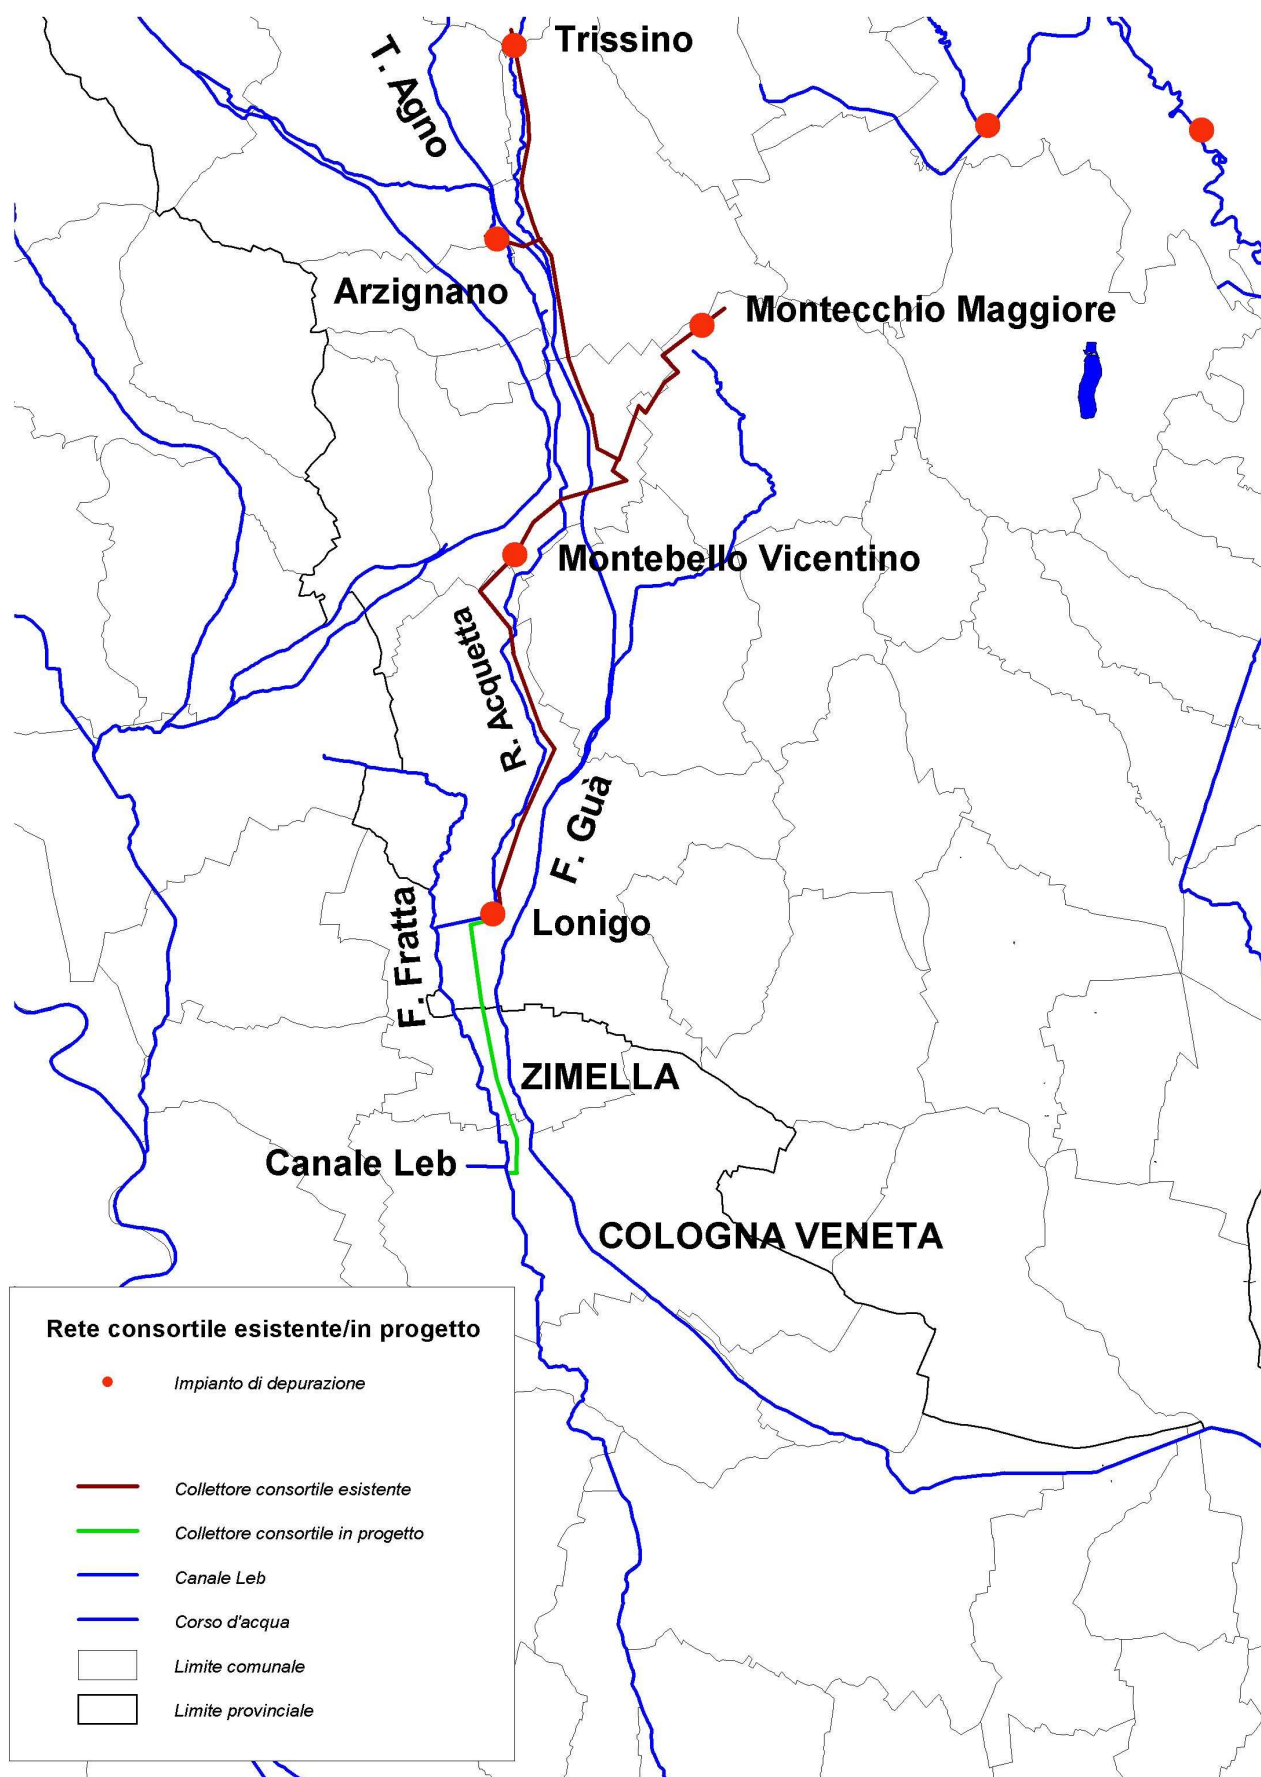 Trissino
T. Agno
Arzignano
Montecchio Maggiore
Montebello Vicentino
R. Acquetta
F. Guà
F. Fratta
Lonigo
ZIMELLA
Canale Leb
COLOGNA VENETA
Rete consortile esistente/in progetto
Impianto di depurazione
Collettore consortile esistente
Collettore consortile in progetto
Canale Leb
Corso d'acqua
Limite comunale
Limite provinciale